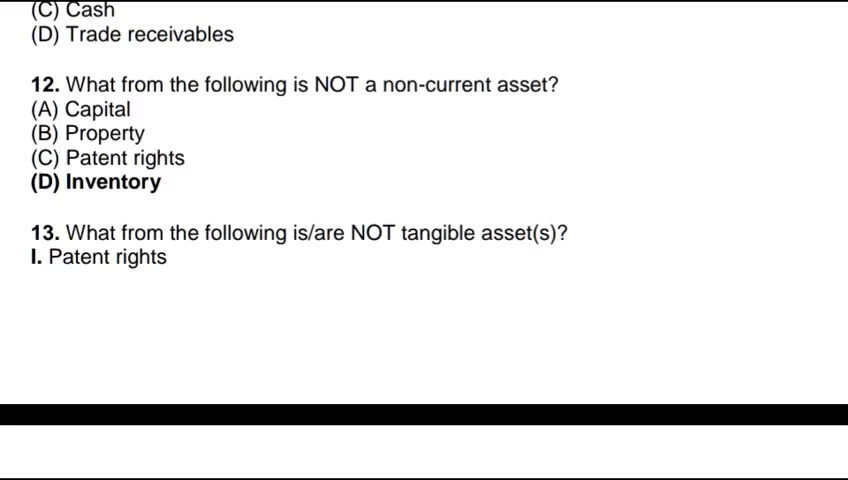 (C) Cash
(D) Trade receivables
12. What from the following is NOT a non-current asset?
(A) Capital
(B) Property
(C) Patent rights
(D) Inventory
13. What from the following is/are NOT tangible asset(s)?
I. Patent rights